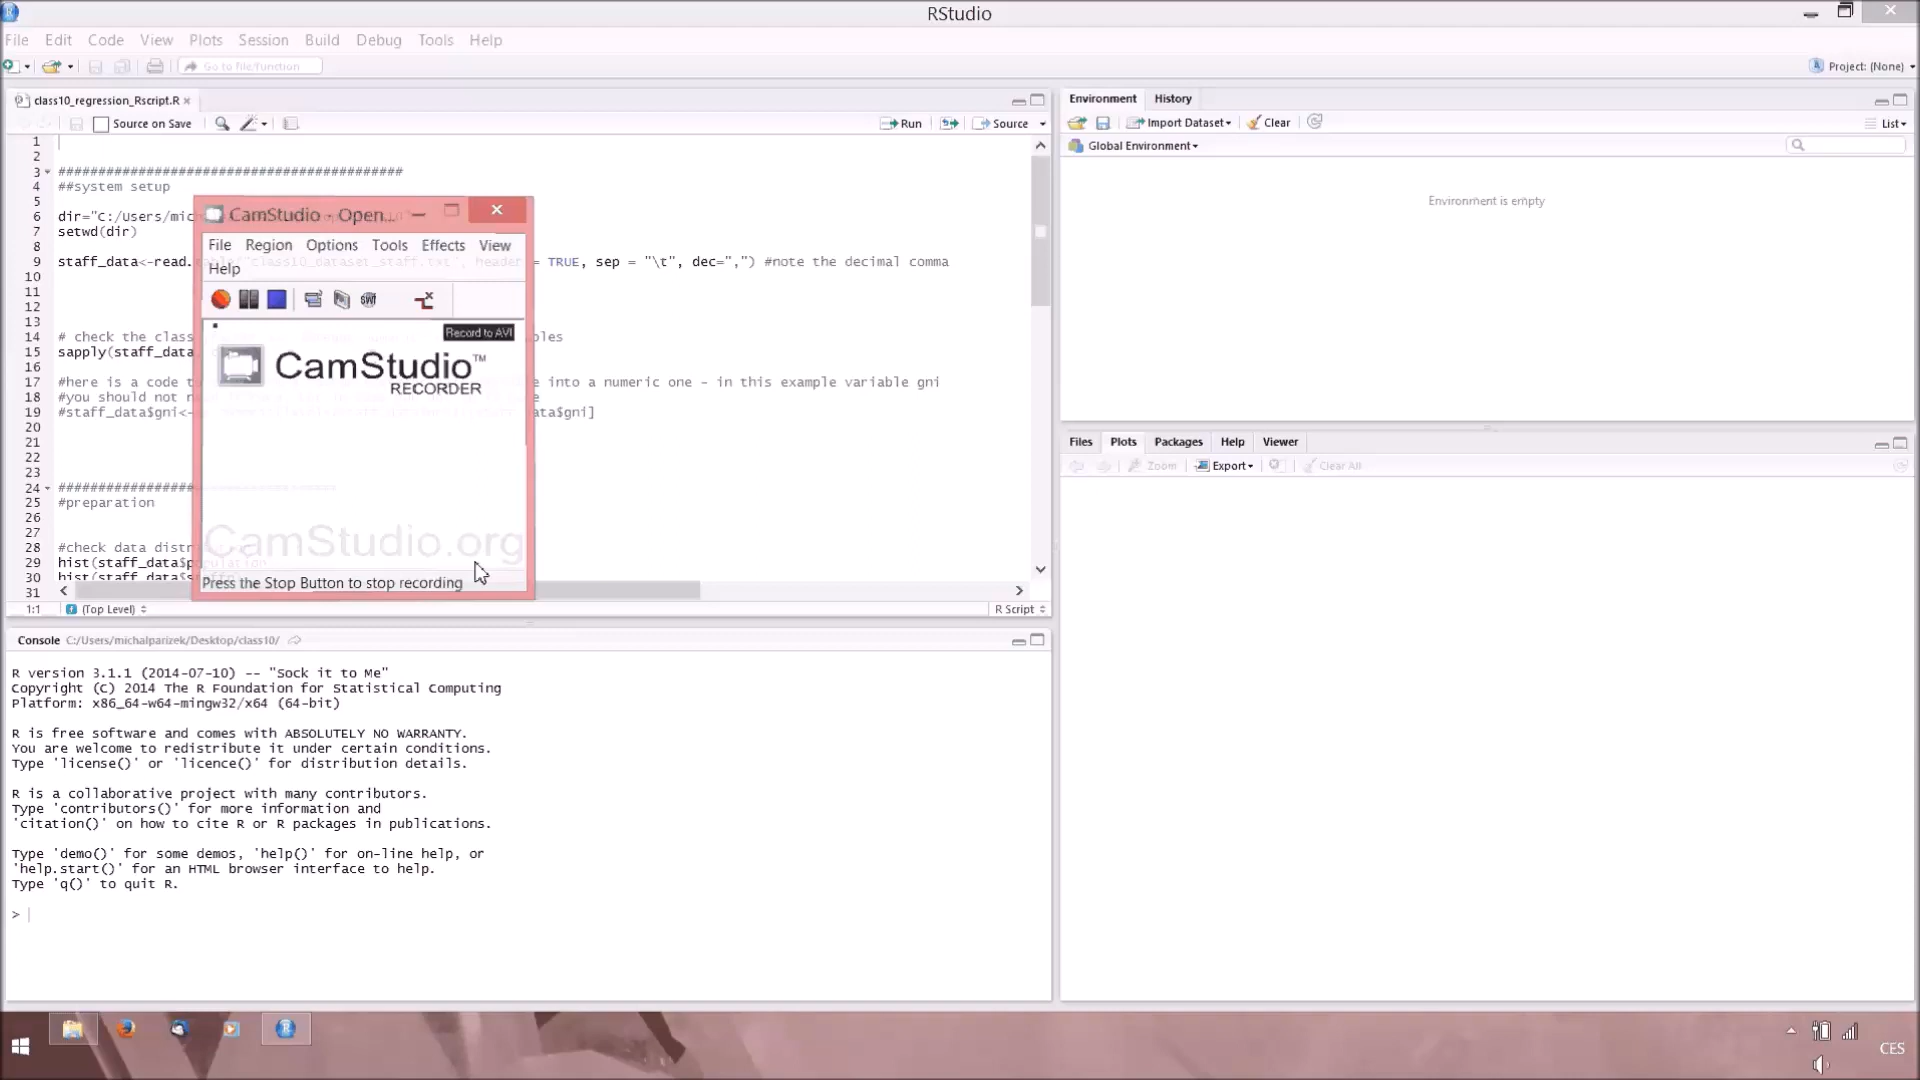 RStudio
File Edit Code View Plots Session Build Debug Tools Help
Go to file/function
Project: (None)
class10_regression_Rscript.R
Source on Save
Run
Source
1
2
3 ###########################################
4 ##system setup
5
6 dir="C:/Users/mic
7 setwd(dir)
8
9 staff_data<-read.table("class10_dataset_staff.txt", header = TRUE, sep = "\t", dec=",") #note the decimal comma
10
11
12
13
14 # check the class
15 sapply(staff_data,
16
17 #here is a code t into a numeric one - in this example variable gni
18 #you should not
19 #staff_data$gni<- ata$gni]
20
21
22
23
24
25 #preparation
26
27
28 #check data dist
29 hist(staff_data$population
30 hist(staff_data$
31
1:1 (Top Level) R Script
CamStudio - Open...
File Region Options Tools Effects View
Help
Record to AVI
CamStudio™
RECORDER
CamStudio.org
Press the Stop Button to stop recording
Console C:/Users/michalparizek/Desktop/class10/
R version 3.1.1 (2014-07-10) -- "Sock it to Me"
Copyright (C) 2014 The R Foundation for Statistical Computing
Platform: x86_64-w64-mingw32/x64 (64-bit)
R is free software and comes with ABSOLUTELY NO WARRANTY.
You are welcome to redistribute it under certain conditions.
Type 'license()' or 'licence()' for distribution details.
R is a collaborative project with many contributors.
Type 'contributors()' for more information and
'citation()' on how to cite R or R packages in publications.
Type 'demo()' for some demos, 'help()' for on-line help, or
'help.start()' for an HTML browser interface to help.
Type 'q()' to quit R.
>
Environment History
Import Dataset Clear List
Global Environment
Environment is empty
Files Plots Packages Help Viewer
Zoom Export Clear All
CES